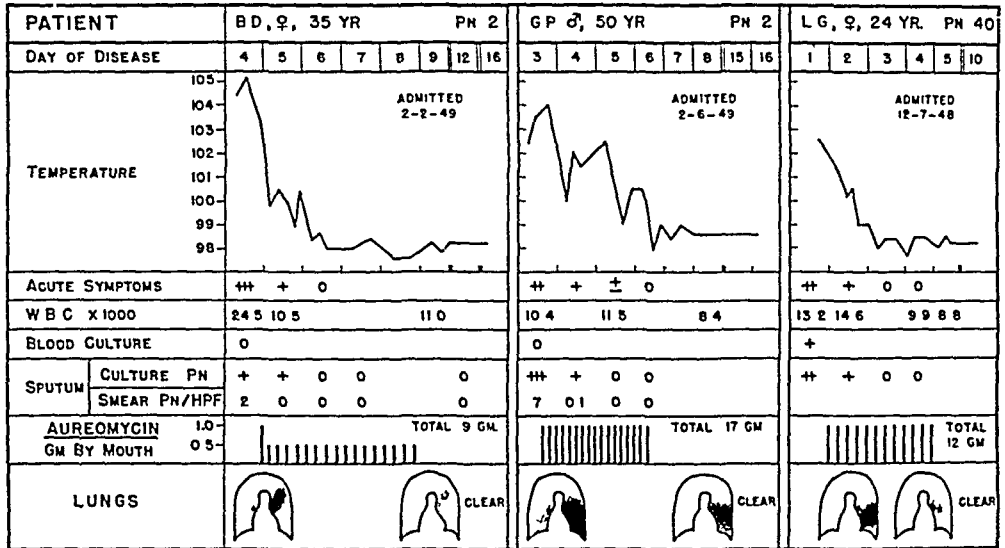 PATIENT BD, ♀, 35 YR PN 2 GP ♂, 50 YR PN 2 LG, ♀, 24 YR. PN 40
DAY OF DISEASE 4 5 6 7 8 9 12 16 3 4 5 6 7 8 15 16 1 2 3 4 5 10
TEMPERATURE
105
104
103
102
101
100
99
98
ADMITTED
2-2-49
ADMITTED
2-6-49
ADMITTED
12-7-48
ACUTE SYMPTOMS +++ + 0 ++ + ± 0 ++ + 0 0
WBC X1000 24 5 10 5 11 0 10 4 11 5 8 4 13 2 14 6 9 9 8 8
BLOOD CULTURE 0 0 +
SPUTUM
CULTURE PN + + 0 0 0 +++ + 0 0 ++ + 0 0
SMEAR PN/HPF 2 0 0 0 0 7 01 0 0
AUREOMYCIN
GM BY MOUTH
1.0
0 5
TOTAL 9 GM.
TOTAL 17 GM
TOTAL
12 GM
LUNGS CLEAR CLEAR CLEAR